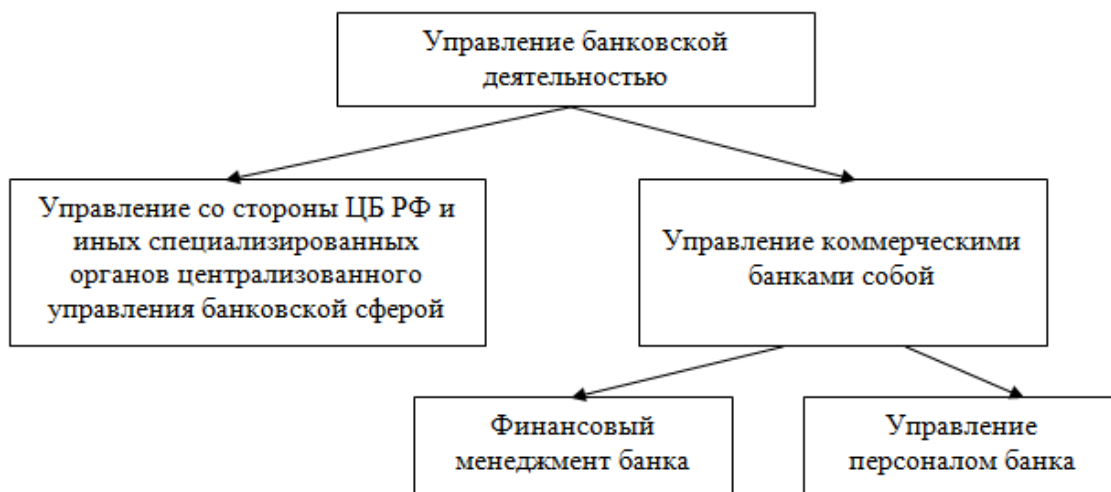 Управление банковской
деятельностью
Управление со стороны ЦБ РФ и
иных специализированных
органов централизованного
управления банковской сферой
Управление коммерческими
банками собой
Финансовый
менеджмент банка
Управление
персоналом банка